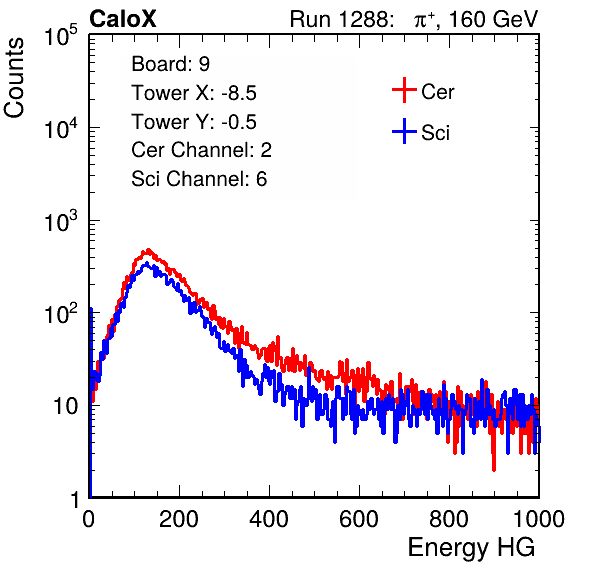 CaloX Run 1288: π⁺, 160 GeV
Counts
Board: 9
Tower X: -8.5
Tower Y: -0.5
Cer Channel: 2
Sci Channel: 6
Cer
Sci
10⁵
10⁴
10³
10²
10
1
0 200 400 600 800 1000
Energy HG